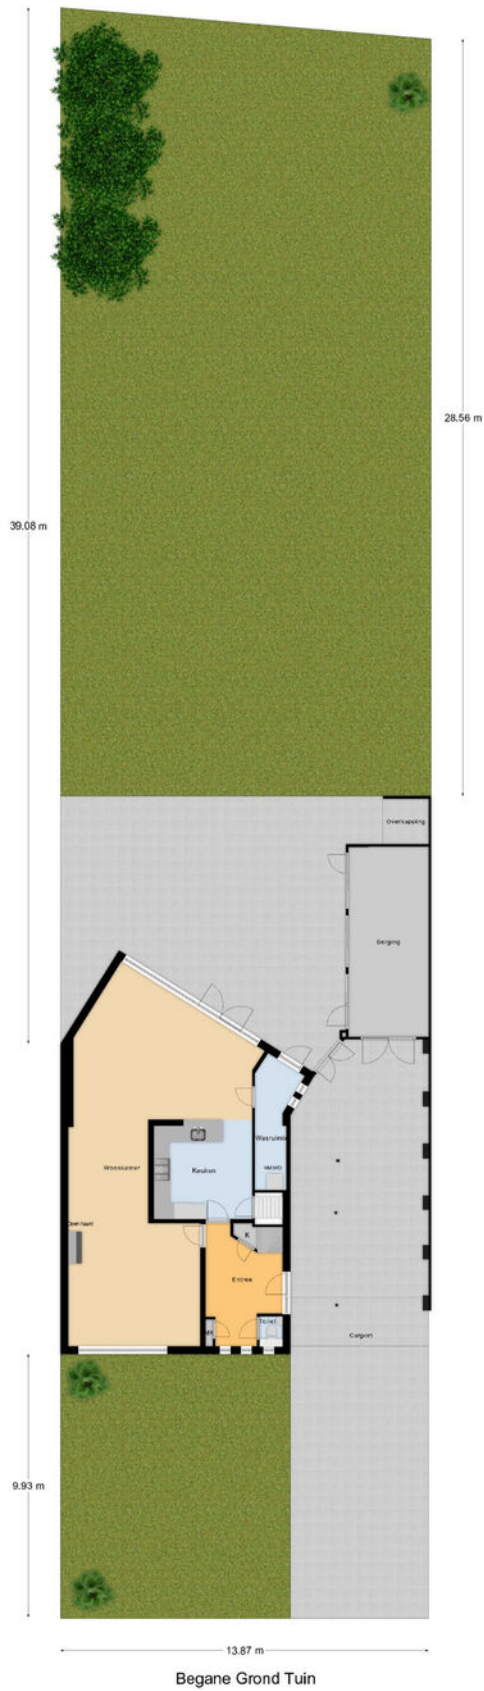 28.56 m
39.08 m
Overkapping
Berging
Wasruimte
Woonkamer
Keuken
K
Entree
Toilet
Carport
9.93 m
13.87 m
Begane Grond Tuin